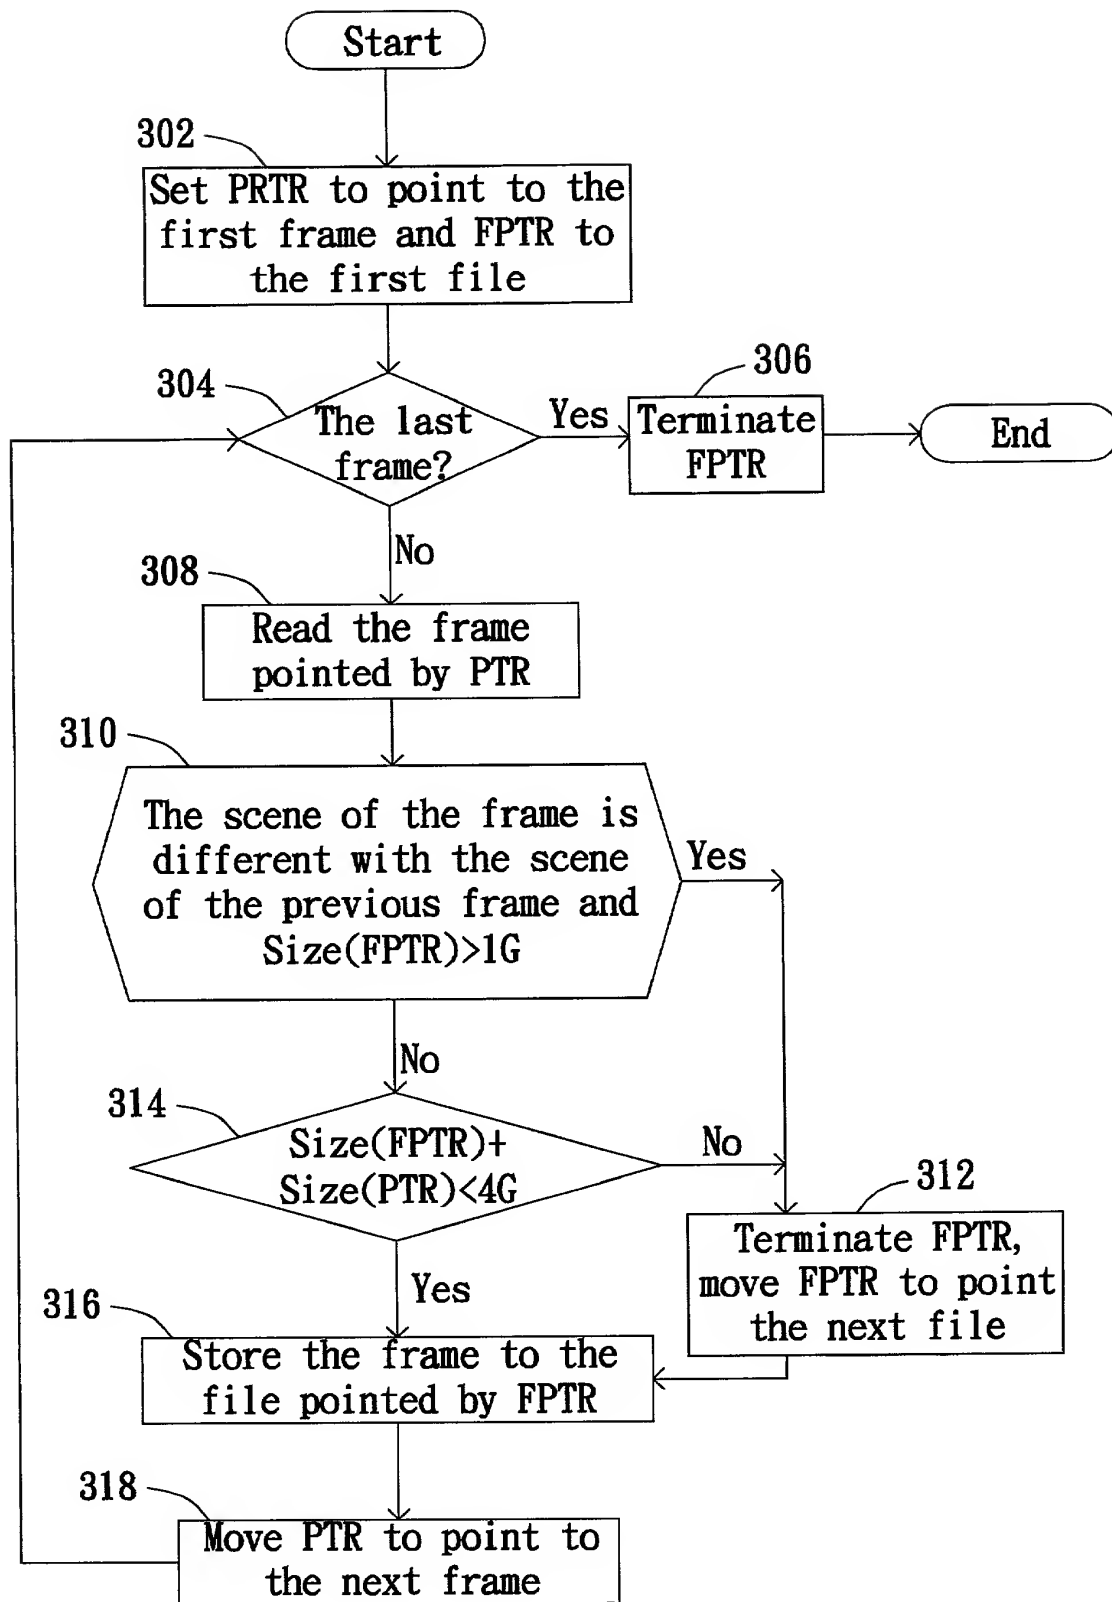 Start
302
Set PRTR to point to the
first frame and FPTR to
the first file
304
The last
frame?
Yes
306
Terminate
FPTR
End
No
308
Read the frame
pointed by PTR
310
The scene of the frame is
different with the scene
of the previous frame and
Size(FPTR)>1G
Yes
No
314
Size(FPTR)+
Size(PTR)<4G
No
312
Terminate FPTR,
move FPTR to point
the next file
Yes
316
Store the frame to the
file pointed by FPTR
318
Move PTR to point to
the next frame